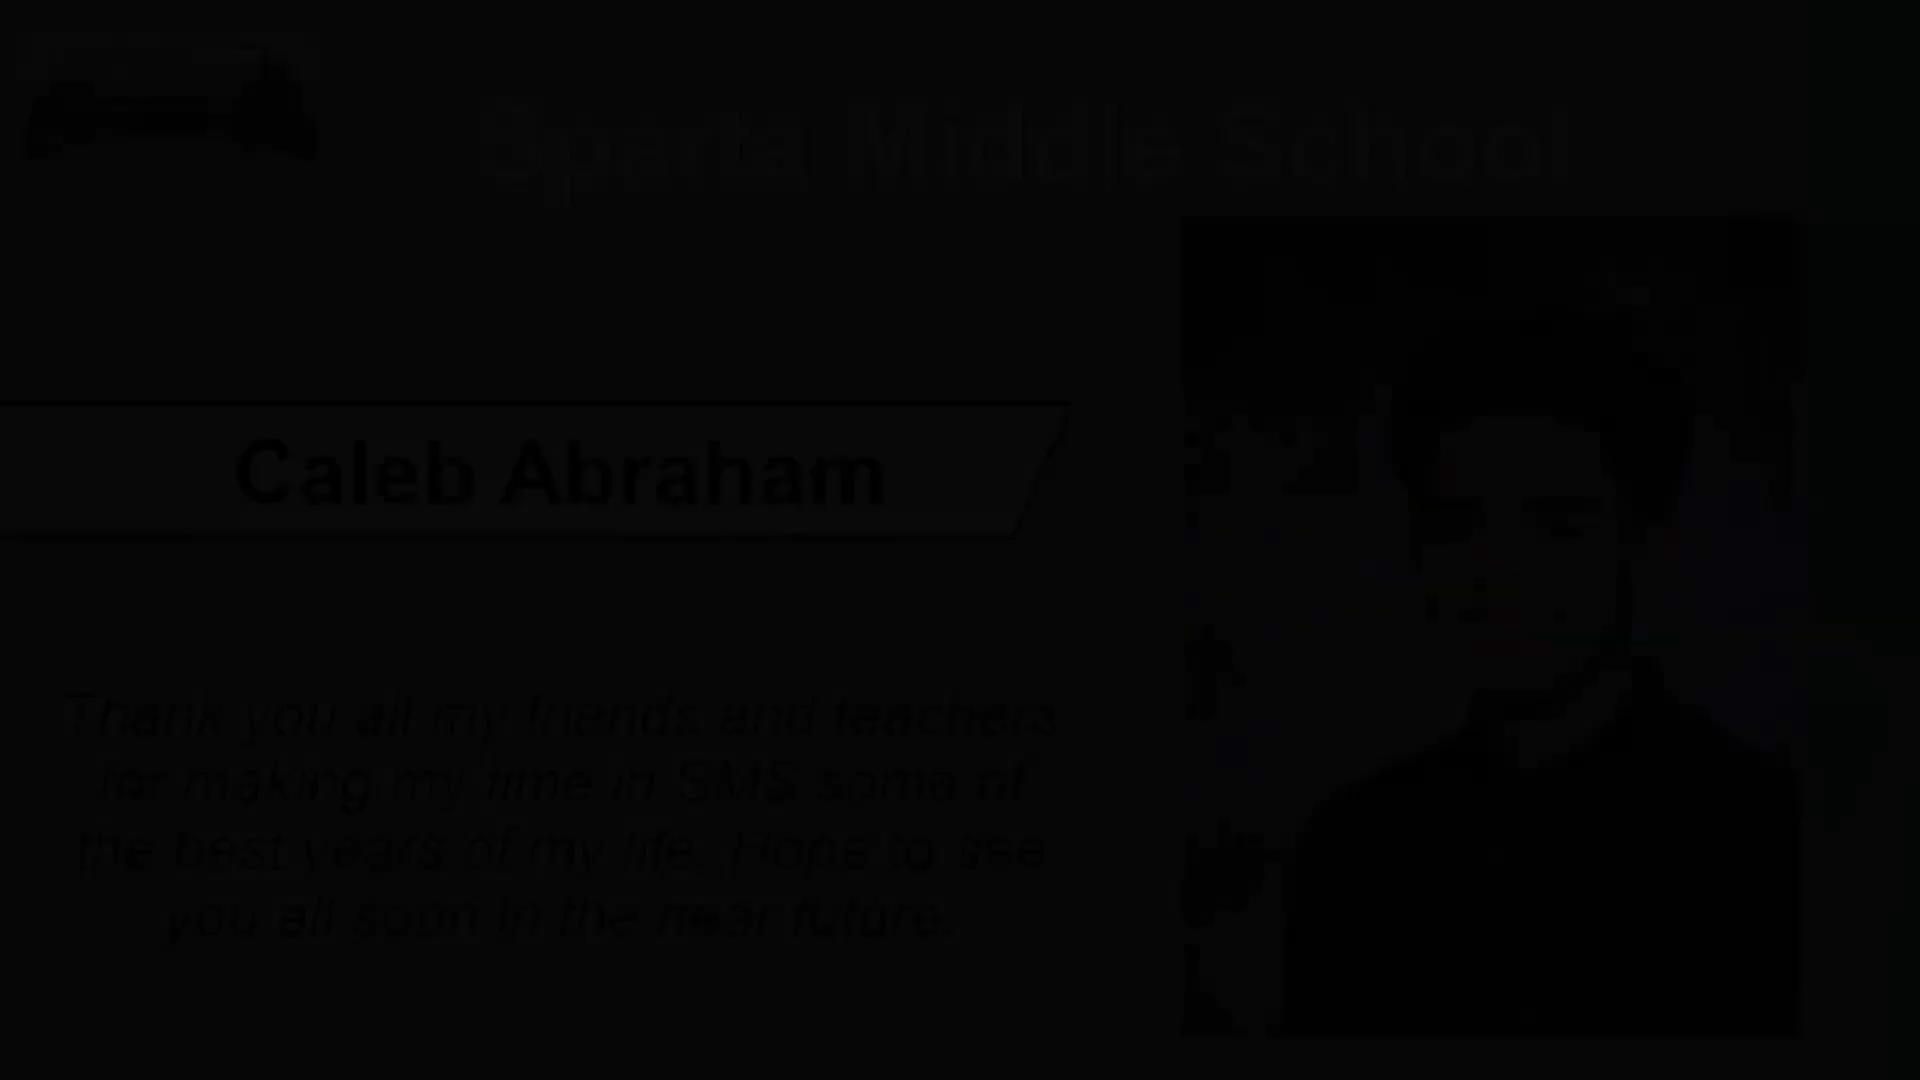 Sparta Middle School
Caleb Abraham
Thank you all my friends and teachers
for making my time in SMS some of
the best years of my life. Hope to see
you all soon in the near future.